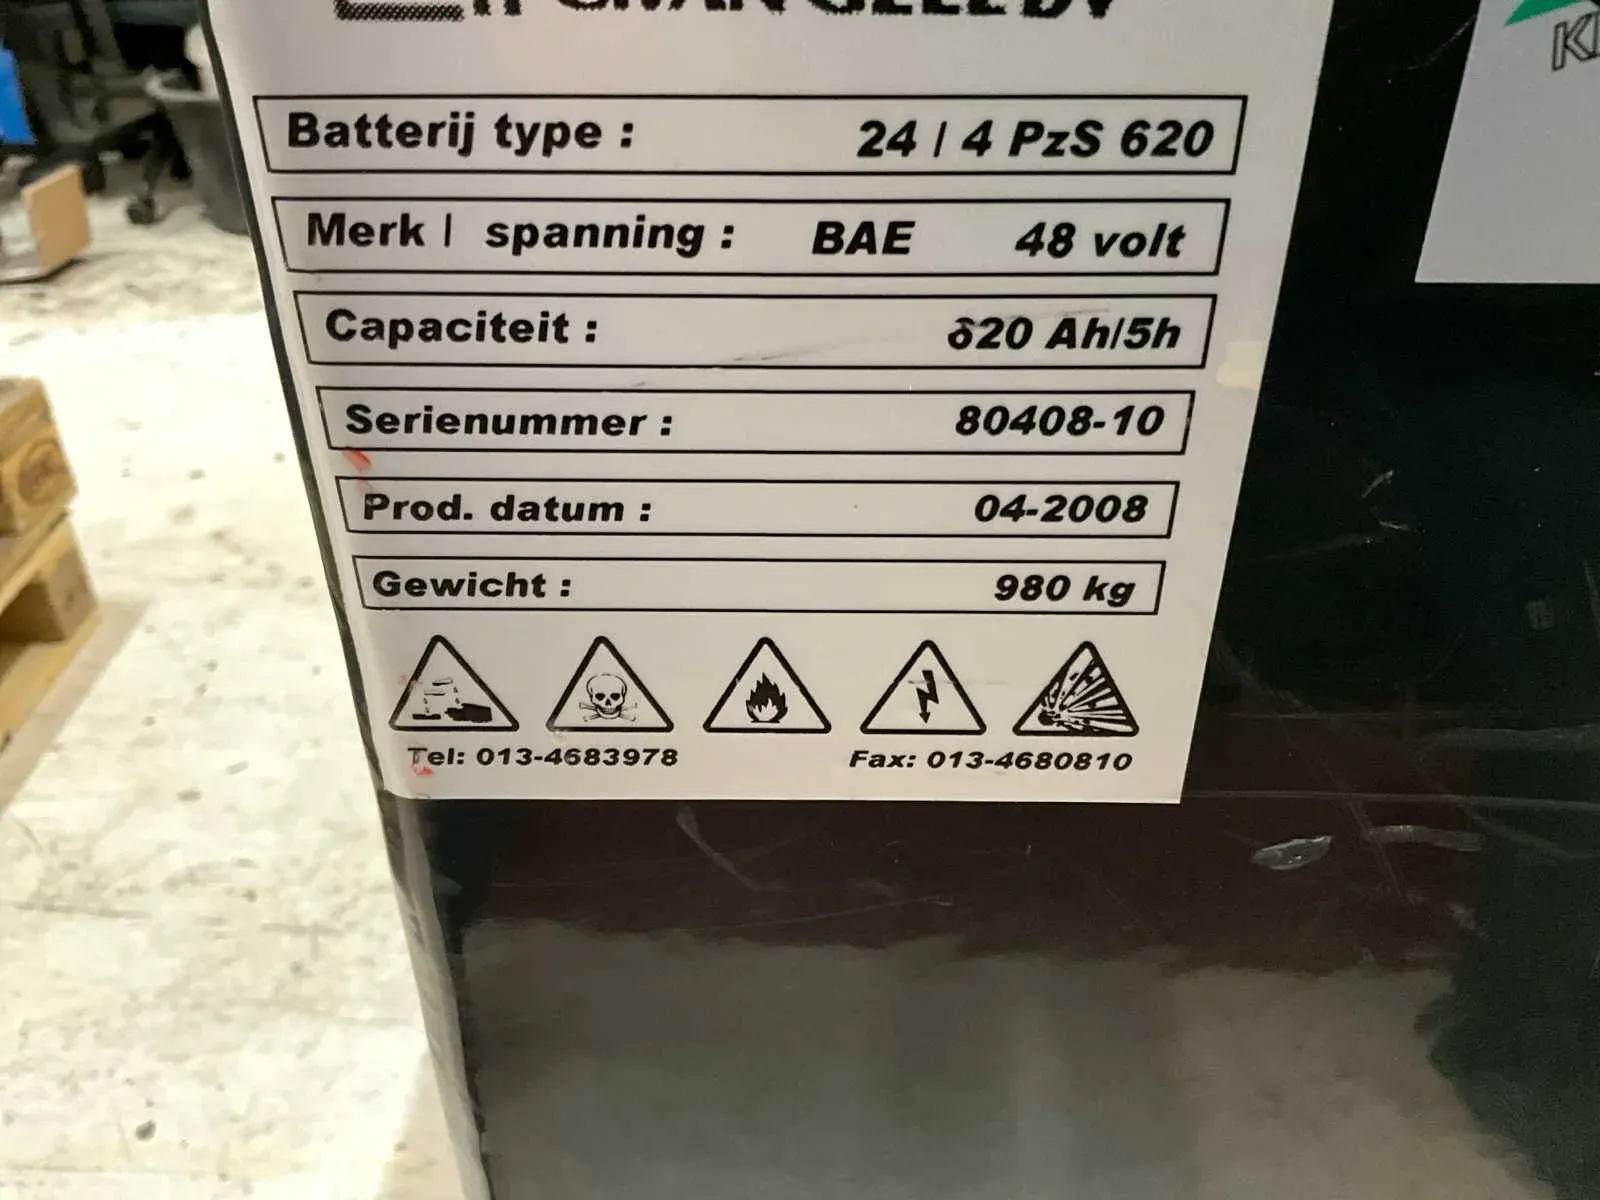 Batterij type : 24 / 4 PzS 620
Merk / spanning : BAE 48 volt
Capaciteit : 620 Ah/5h
Serienummer : 80408-10
Prod. datum : 04-2008
Gewicht : 980 kg
Tel: 013-4683978 Fax: 013-4680810